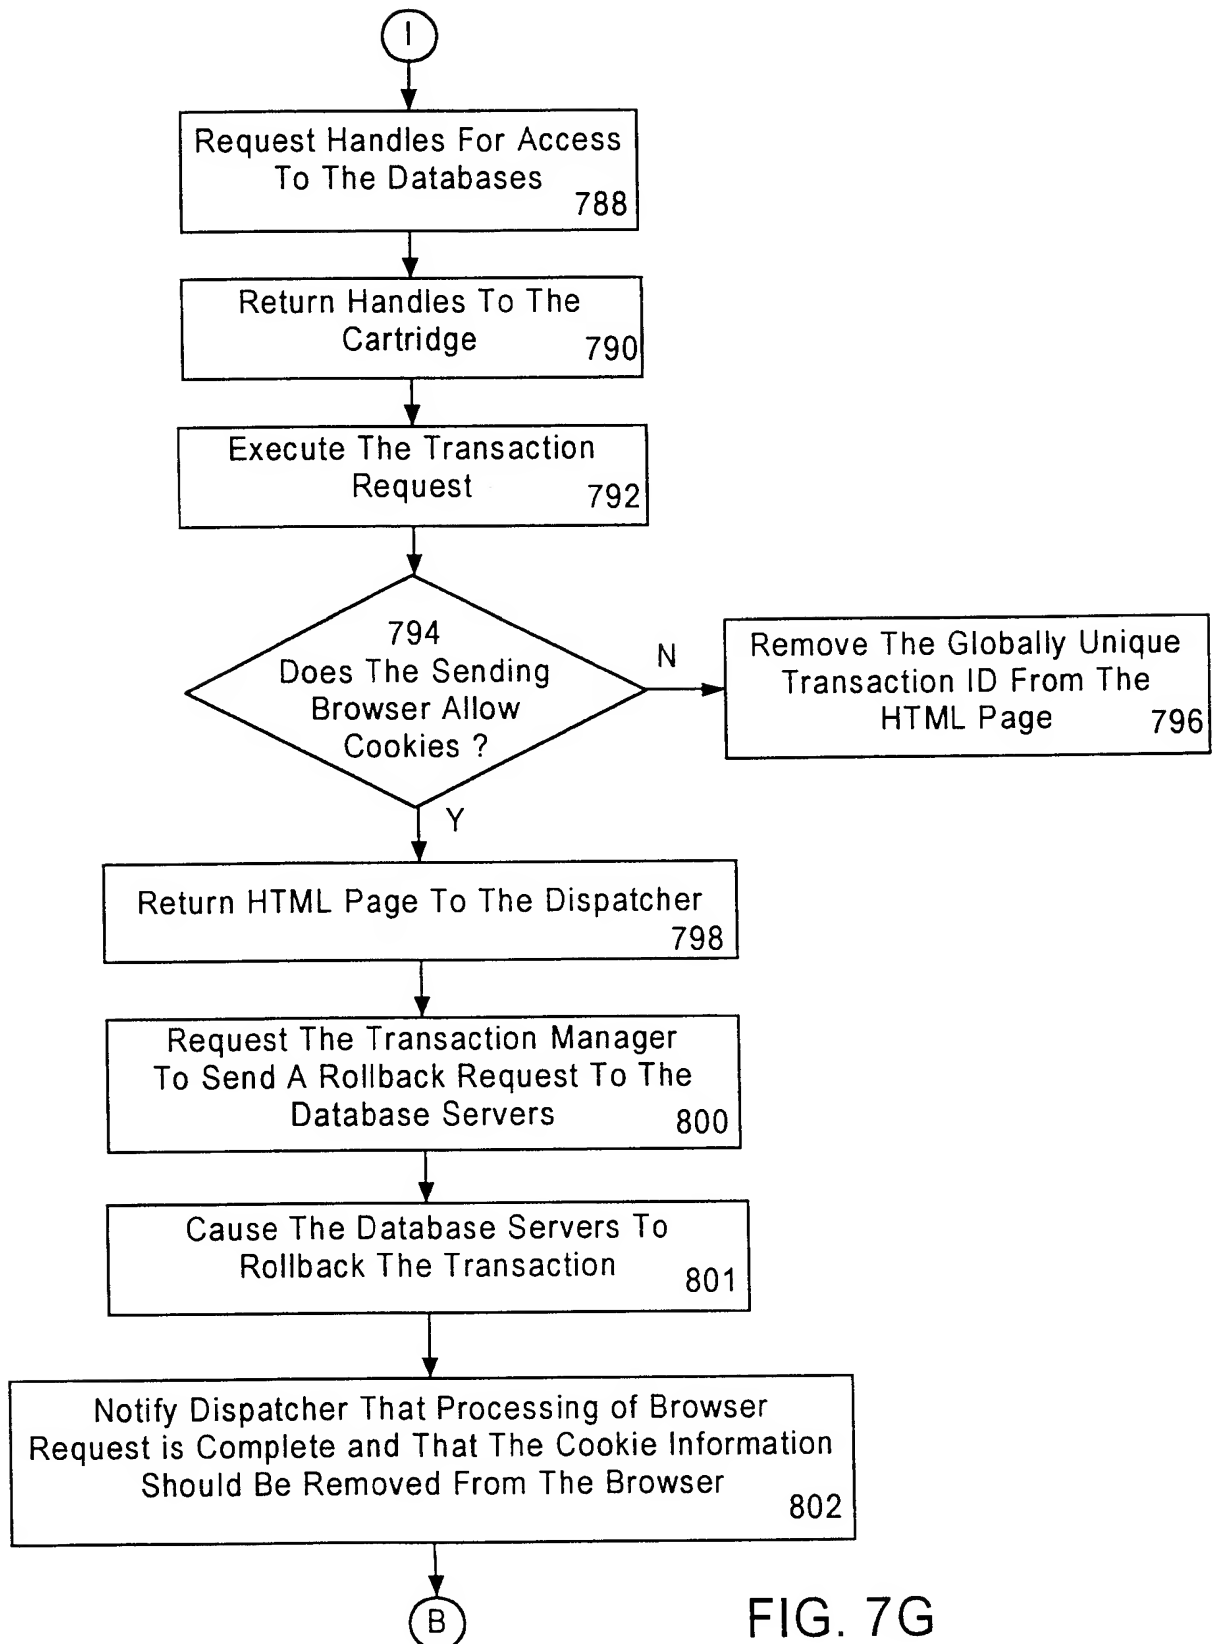 I
Request Handles For Access
To The Databases
788
Return Handles To The
Cartridge
790
Execute The Transaction
Request
792
794
Does The Sending
Browser Allow
Cookies ?
N
Remove The Globally Unique
Transaction ID From The
HTML Page
796
Y
Return HTML Page To The Dispatcher
798
Request The Transaction Manager
To Send A Rollback Request To The
Database Servers
800
Cause The Database Servers To
Rollback The Transaction
801
Notify Dispatcher That Processing of Browser
Request is Complete and That The Cookie Information
Should Be Removed From The Browser
802
B
FIG. 7G